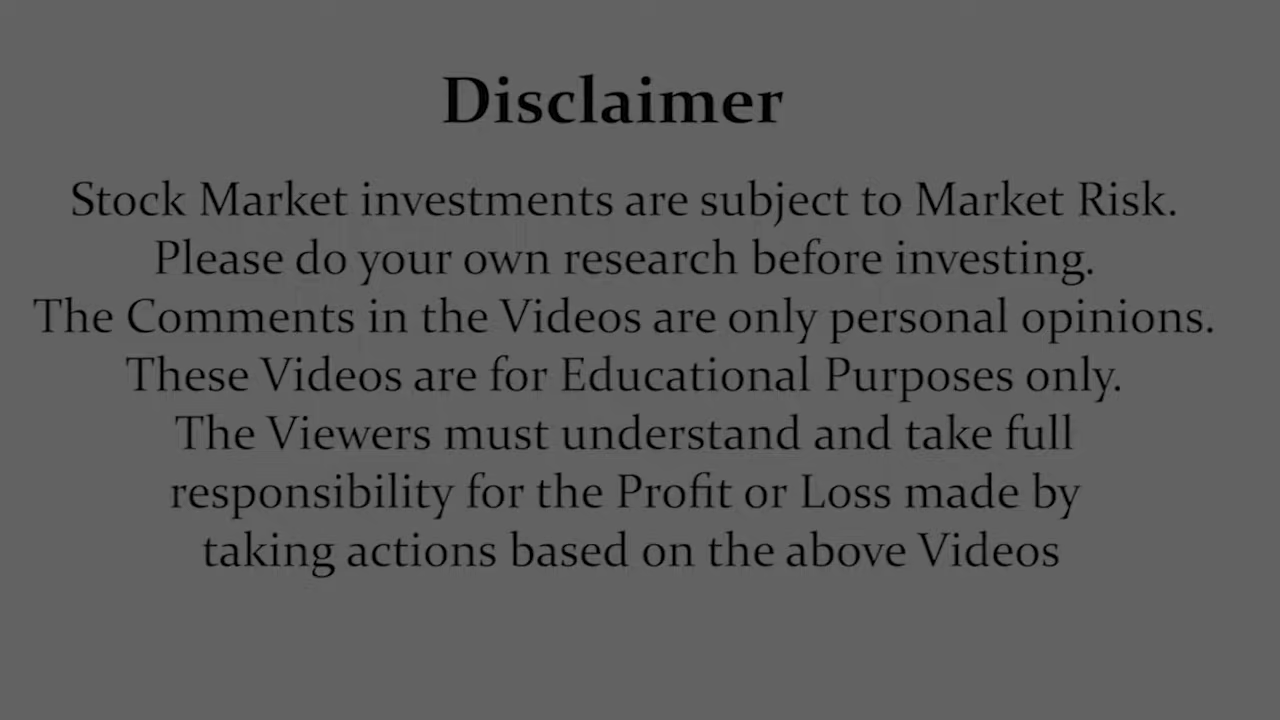 Disclaimer
Stock Market investments are subject to Market Risk.
Please do your own research before investing.
The Comments in the Videos are only personal opinions.
These Videos are for Educational Purposes only.
The Viewers must understand and take full
responsibility for the Profit or Loss made by
taking actions based on the above Videos